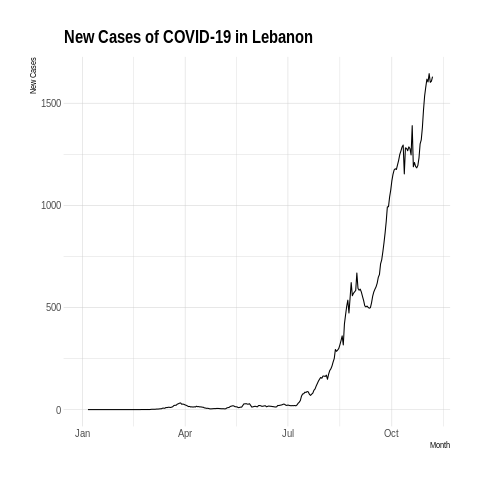 New Cases of COVID-19 in Lebanon
New Cases
1500
1000
500
0
Jan Apr Jul Oct
Month